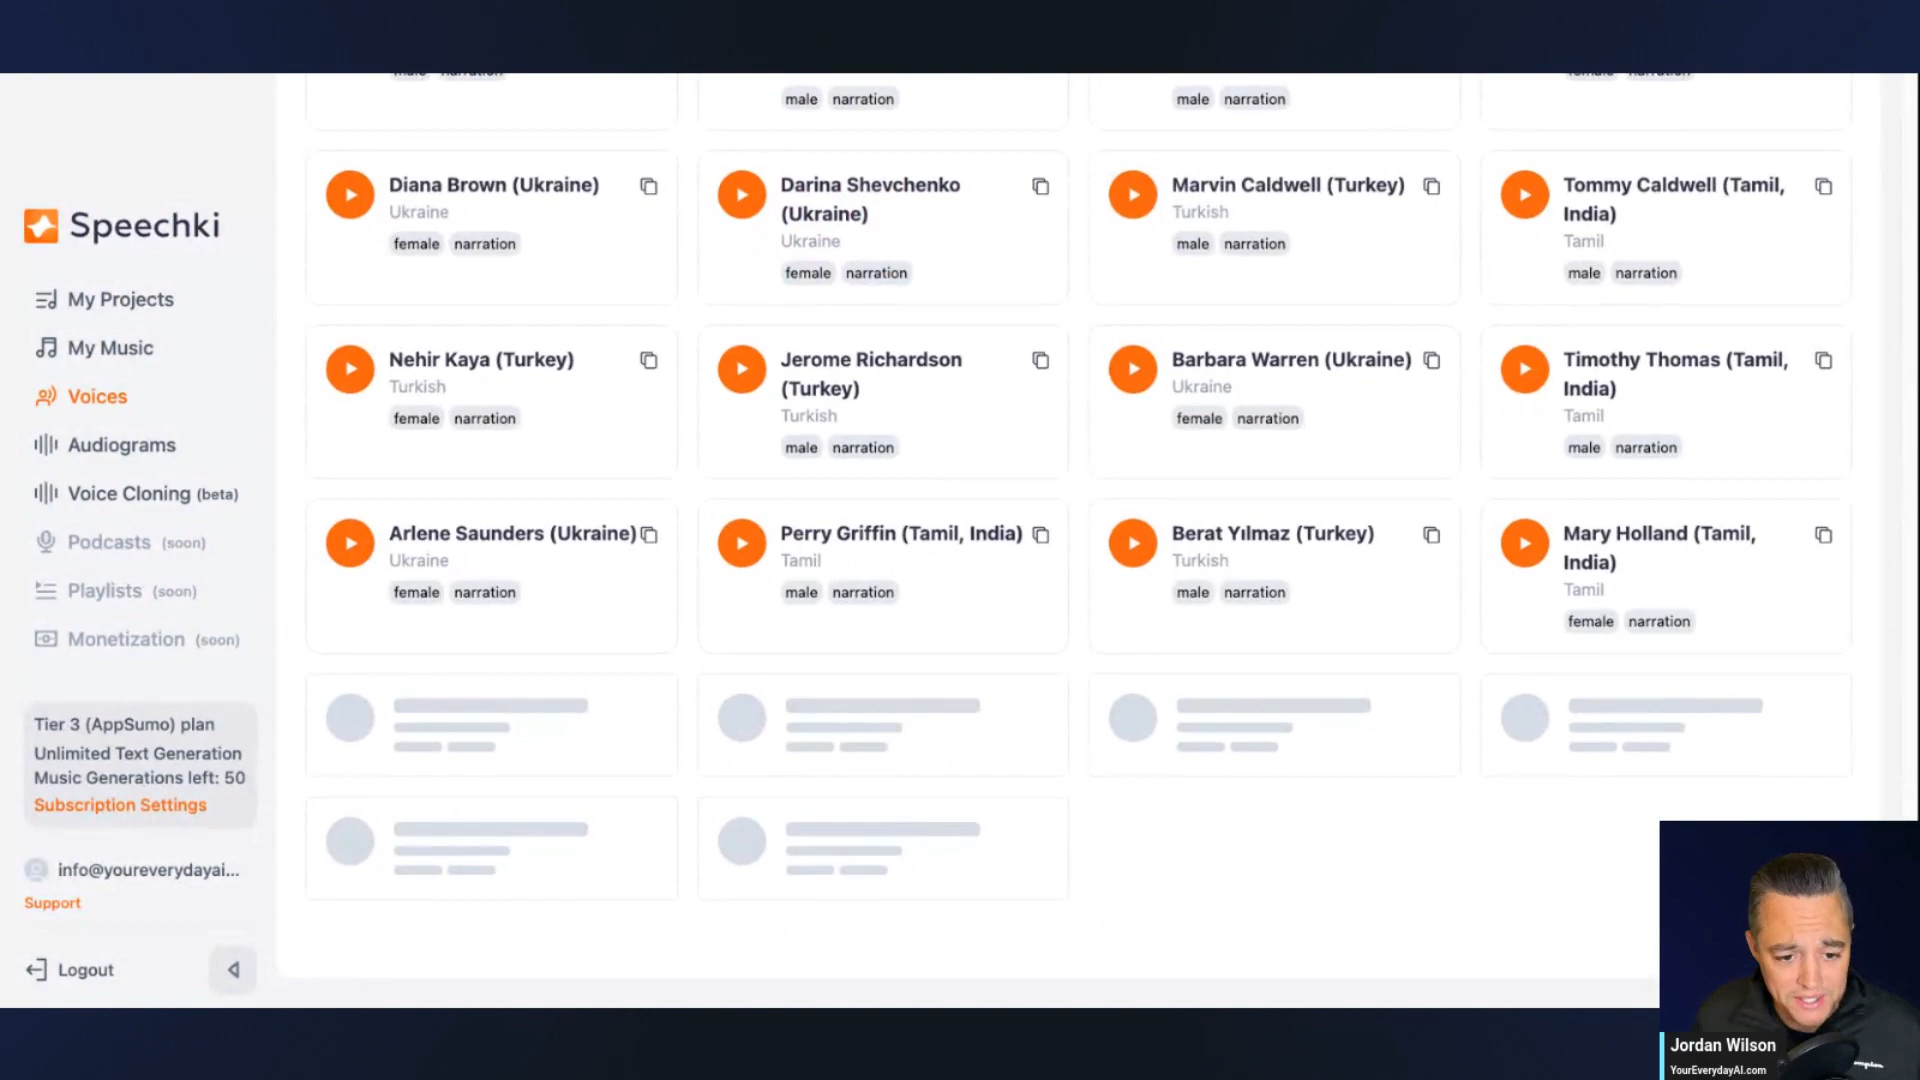 male narration
male narration
male narration
female narration
Speechki
My Projects
My Music
Voices
Audiograms
Voice Cloning (beta)
Podcasts (soon)
Playlists (soon)
Monetization (soon)
Tier 3 (AppSumo) plan
Unlimited Text Generation
Music Generations left: 50
Subscription Settings
info@youreverydayai...
Support
Logout
Diana Brown (Ukraine)
Ukraine
female narration
Darina Shevchenko
(Ukraine)
Ukraine
female narration
Marvin Caldwell (Turkey)
Turkish
male narration
Tommy Caldwell (Tamil,
India)
Tamil
male narration
Nehir Kaya (Turkey)
Turkish
female narration
Jerome Richardson
(Turkey)
Turkish
male narration
Barbara Warren (Ukraine)
Ukraine
female narration
Timothy Thomas (Tamil,
India)
Tamil
male narration
Arlene Saunders (Ukraine)
Ukraine
female narration
Perry Griffin (Tamil, India)
Tamil
male narration
Berat Yılmaz (Turkey)
Turkish
male narration
Mary Holland (Tamil,
India)
Tamil
female narration
Jordan Wilson
YourEverydayAI.com